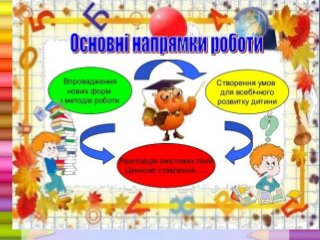 Основні напрямки роботи
Впровадження
нових форм
і методів роботи
Створення умов
для всебічного
розвитку дитини
Реалізація змістових ліній
Ціннісне ставлення......